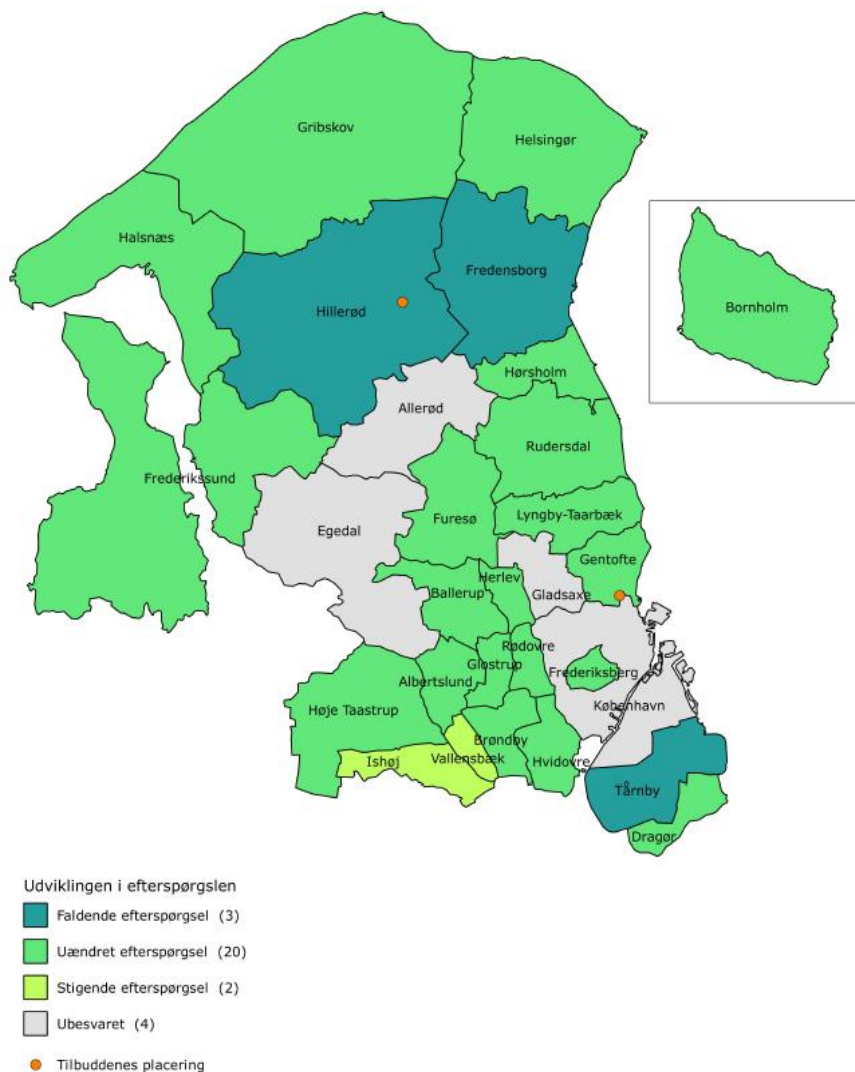 Gribskov
Helsingør
Halsnæs
Fredensborg
Hillerød
Bornholm
Hørsholm
Allerød
Rudersdal
Frederikssund
Lyngby-Taarbæk
Egedal
Furesø
Gentofte
Herlev
Ballerup
Gladsaxe
Rødovre
Glostrup
Frederiksberg
Albertslund
Høje Taastrup
København
Brøndby
Ishøj
Vallensbæk
Hvidovre
Tårnby
Dragør
Udviklingen i efterspørgslen
Faldende efterspørgsel (3)
Uændret efterspørgsel (20)
Stigende efterspørgsel (2)
Ubesvaret (4)
Tilbuddenes placering